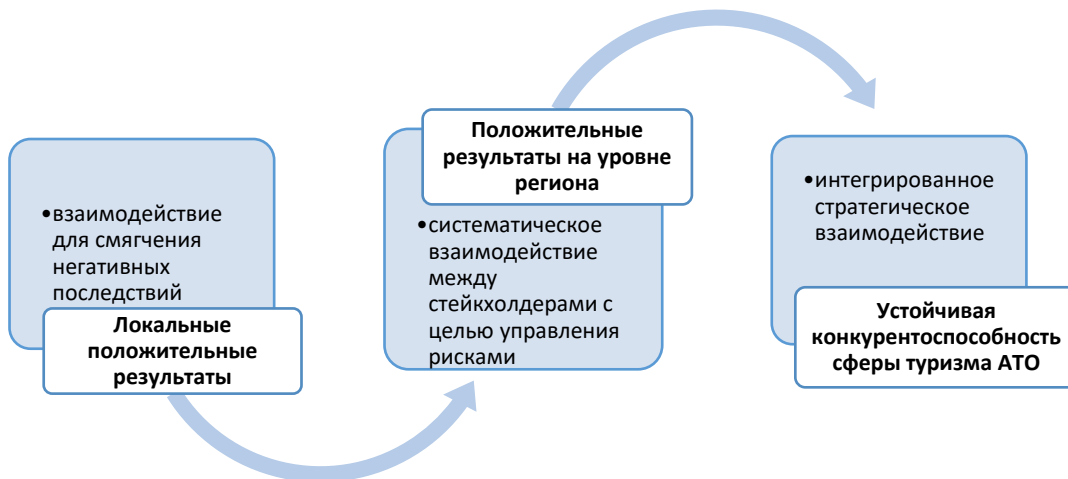 •взаимодействие
для смягчения
негативных
последствий
Локальные
положительные
результаты
Положительные
результаты на уровне
региона
•систематическое
взаимодействие
между
стейкхолдерами с
целью управления
рисками
•интегрированное
стратегическое
взаимодействие
Устойчивая
конкурентоспособность
сферы туризма АТО